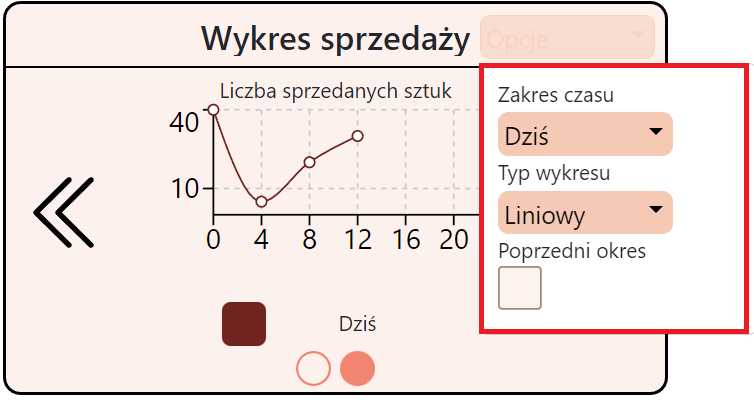 Wykres sprzedaży
Opcje
Liczba sprzedanych sztuk
40
10
0 4 8 12 16 20
Dziś
Zakres czasu
Dziś
Typ wykresu
Liniowy
Poprzedni okres